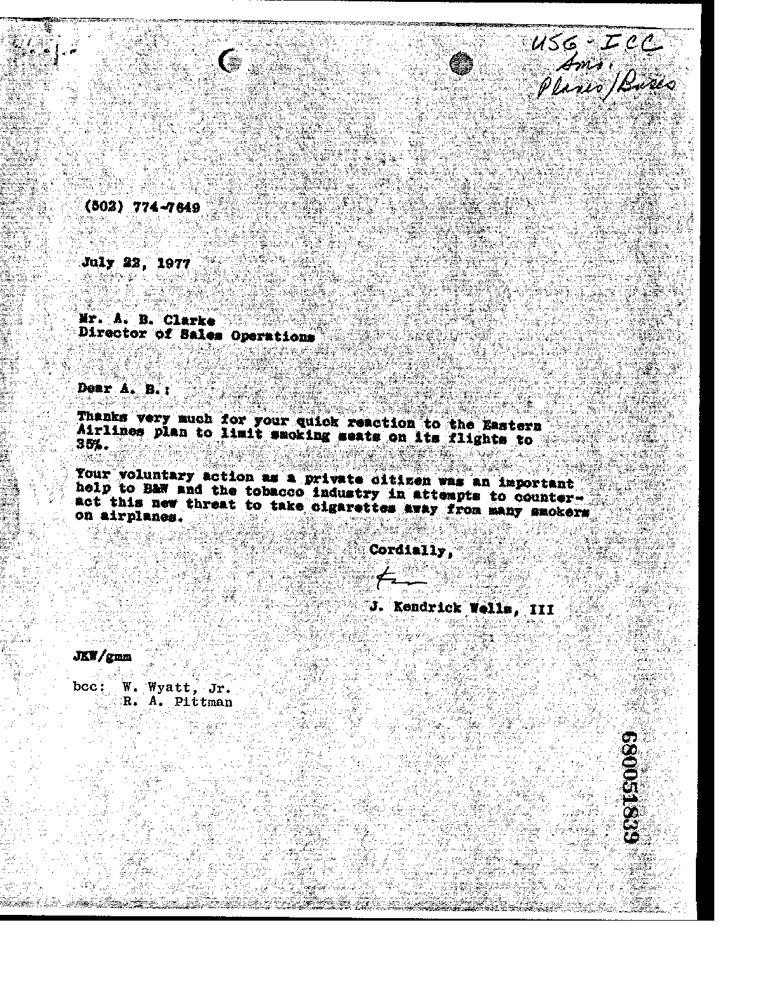 USG-ICC
Smo.
Planes/Buses
(502) 774-7649
July 22, 1977
Mr. A. B. Clarke
Director of Sales Operations
Dear A. B.:
Thanks very much for your quick reaction to the Eastern
Airlines plan to limit smoking seats on its flights to
35%.
Your voluntary action as a private citizen was an important
help to B&W and the tobacco industry in attempts to counter-
act this new threat to take cigarettes away from many smokers
on airplanes.
Cordially,
J. Kendrick Wells, III
JKW/gmm
bcc: W. Wyatt, Jr.
R. A. Pittman
680051839